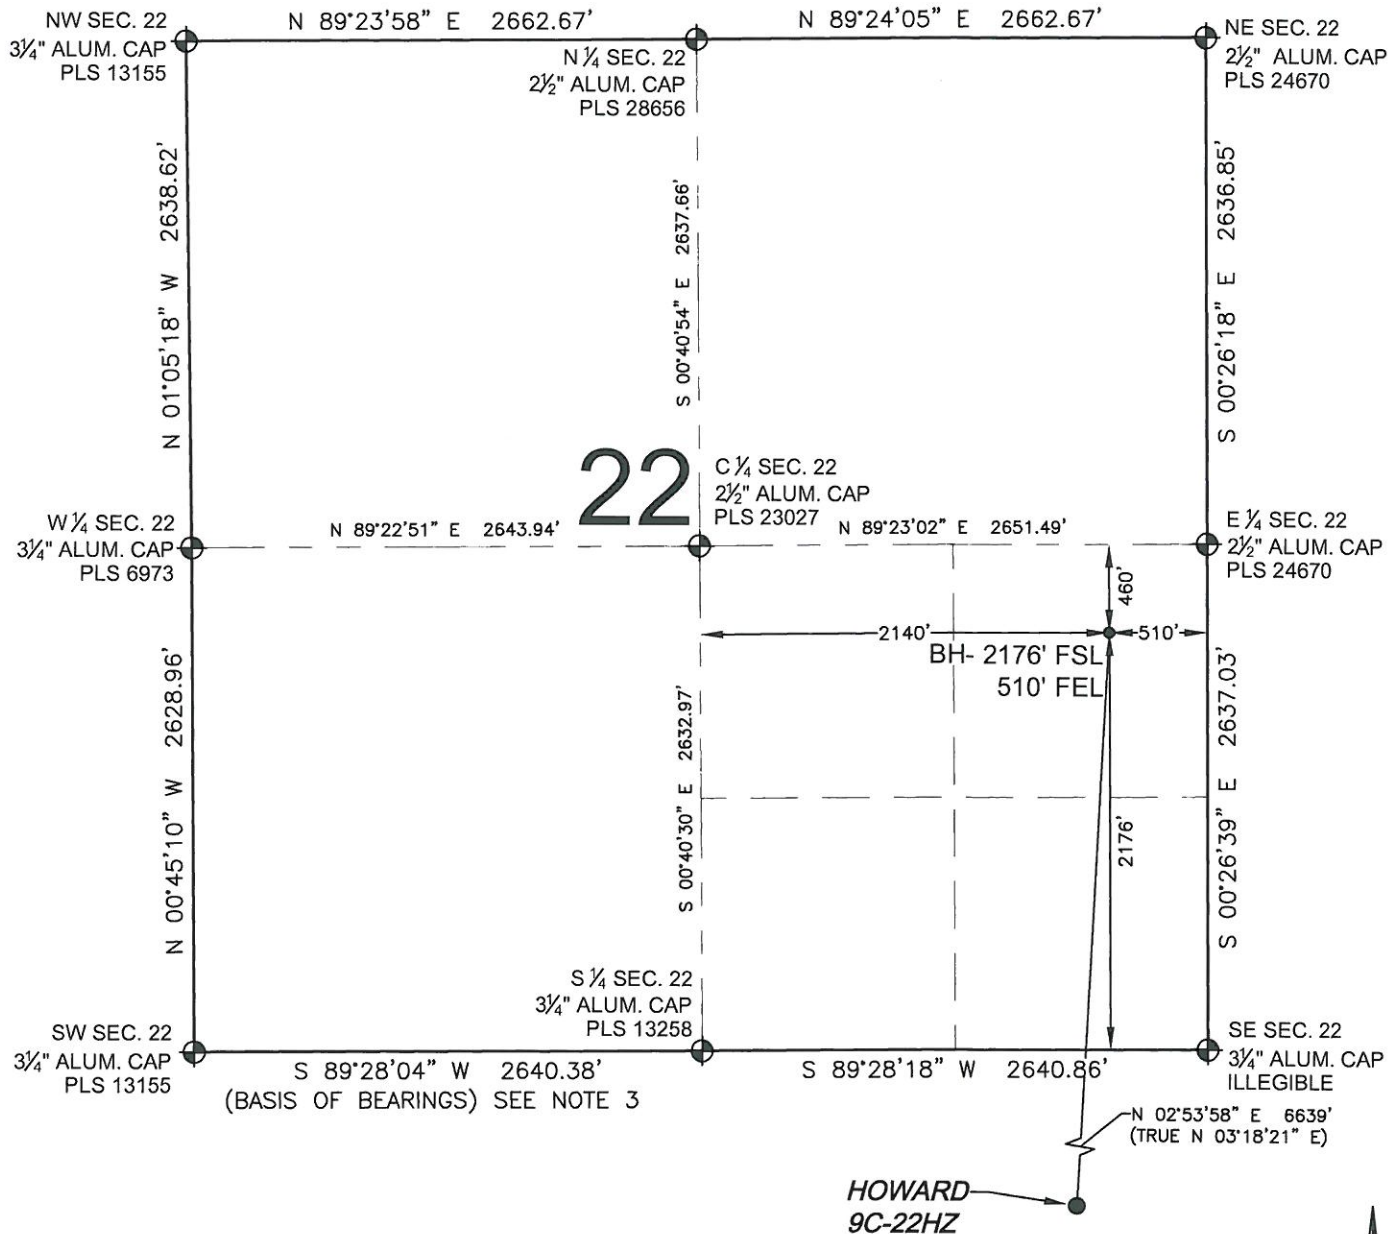 N 89°23'58" E 2662.67'
N 89°24'05" E 2662.67'
NW SEC. 22
3¼" ALUM. CAP
PLS 13155
N ¼ SEC. 22
2½" ALUM. CAP
PLS 28656
NE SEC. 22
2½" ALUM. CAP
PLS 24670
N 01°05'18" W 2638.62'
S 00°40'54" E 2637.66'
S 00°26'18" E 2636.85'
22
C ¼ SEC. 22
2½" ALUM. CAP
PLS 23027
W ¼ SEC. 22
3¼" ALUM. CAP
PLS 6973
N 89°22'51" E 2643.94'
N 89°23'02" E 2651.49'
E ¼ SEC. 22
2½" ALUM. CAP
PLS 24670
460'
2140'
510'
BH- 2176' FSL
510' FEL
N 00°45'10" W 2628.96'
S 00°40'30" E 2632.97'
2176'
S 00°26'39" E 2637.03'
S ¼ SEC. 22
3¼" ALUM. CAP
PLS 13258
SW SEC. 22
3¼" ALUM. CAP
PLS 13155
SE SEC. 22
3¼" ALUM. CAP
ILLEGIBLE
S 89°28'04" W 2640.38'
(BASIS OF BEARINGS) SEE NOTE 3
S 89°28'18" W 2640.86'
N 02°53'58" E 6639'
(TRUE N 03°18'21" E)
HOWARD
9C-22HZ